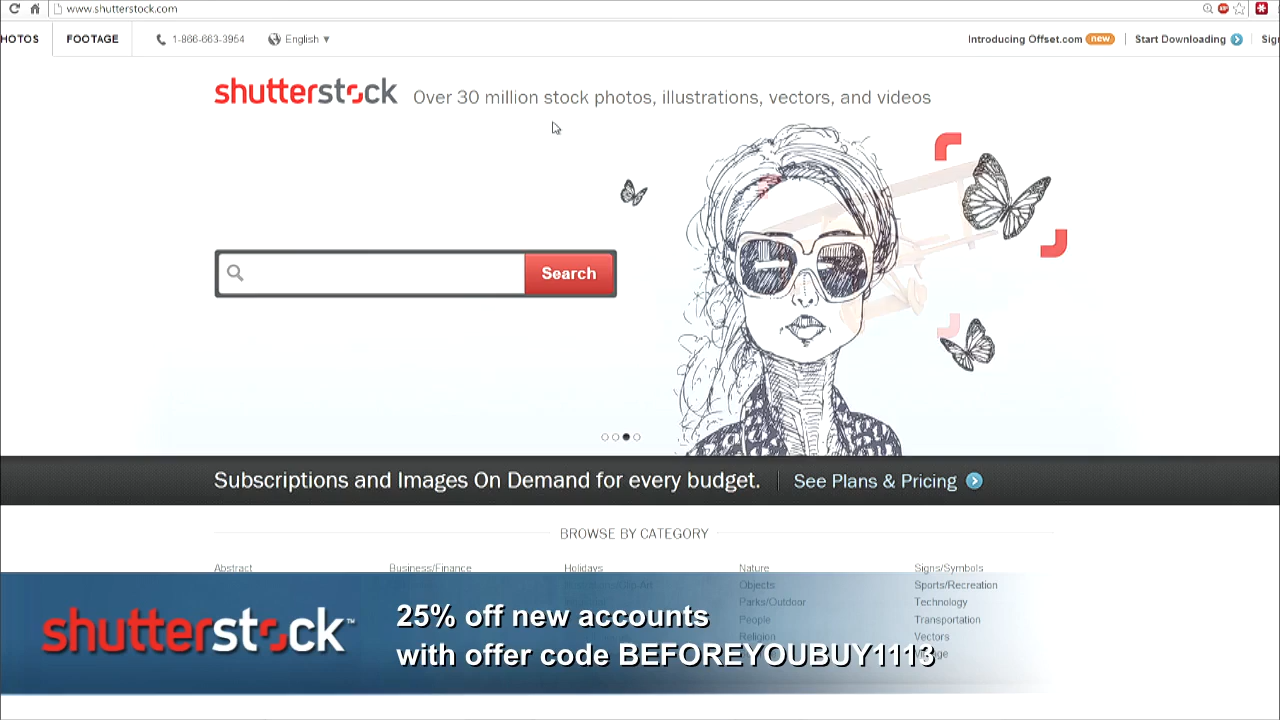 www.shutterstock.com
HOTOS
FOOTAGE
1-866-663-3954
English
Introducing Offset.com new
Start Downloading
Sig
shutterstock
Over 30 million stock photos, illustrations, vectors, and videos
Search
Subscriptions and Images On Demand for every budget.
See Plans & Pricing
BROWSE BY CATEGORY
Abstract
Business/Finance
Holidays
Nature
Signs/Symbols
Objects
Sports/Recreation
Parks/Outdoor
Technology
People
Transportation
Religion
Vectors
shutterstock™
25% off new accounts
with offer code BEFOREYOUBUY1113